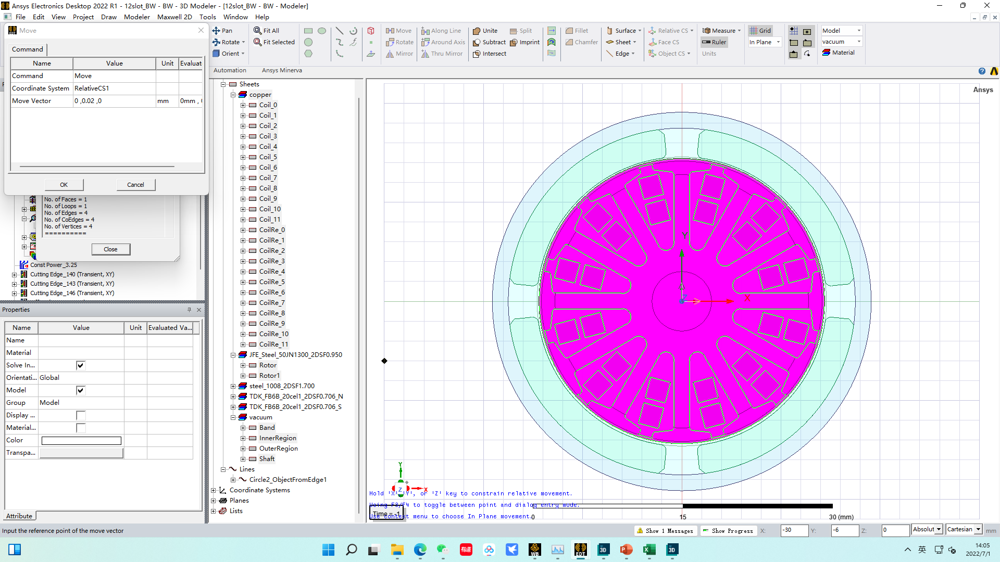 Ansys Electronics Desktop 2022 R1 - 12slot_BW - BW - 3D Modeler - [12slot_BW - BW - Modeler]
File Edit View Project Draw Modeler Maxwell 2D Tools Window Help
Move
Command
Name Value Unit Evaluat
Command Move
Coordinate System RelativeCS1
Move Vector 0 ,0.02 ,0 mm 0mm , 
OK Cancel
Pan Fit All
Rotate Fit Selected
Orient
Move Along Line
Rotate Around Axis
Mirror Thru Mirror
Unite Split
Subtract Imprint
Intersect
Fillet
Chamfer
Surface Relative CS
Sheet Face CS
Edge Object CS
Measure
Ruler
Units
Grid
In Plane
Model
vacuum
Material
Automation Ansys Minerva
No. of Faces = 1
No. of Loops = 1
No. of Edges = 4
No. of CoEdges = 4
No. of Vertices = 4
==========
Close
Const Power_3.25
Cutting Edge_140 (Transient, XY)
Cutting Edge_143 (Transient, XY)
Cutting Edge_146 (Transient, XY)
Properties
Name Value Unit Evaluated Va...
Name
Material
Solve In...
Orientati... Global
Model
Group Model
Display ...
Material...
Color
Transpa...
Attribute
Sheets
copper
Coil_0
Coil_1
Coil_2
Coil_3
Coil_4
Coil_5
Coil_6
Coil_7
Coil_8
Coil_9
Coil_10
Coil_11
CoilRe_0
CoilRe_1
CoilRe_2
CoilRe_3
CoilRe_4
CoilRe_5
CoilRe_6
CoilRe_7
CoilRe_8
CoilRe_9
CoilRe_10
CoilRe_11
JFE_Steel_50JN1300_2DSF0.950
Rotor
Rotor1
steel_1008_2DSF1.700
TDK_FB6B_20cel1_2DSF0.706_N
TDK_FB6B_20cel1_2DSF0.706_S
vacuum
Band
InnerRegion
OuterRegion
Shaft
Lines
Circle2_ObjectFromEdge1
Coordinate Systems
Planes
Lists
Ansys
Y
X
Y
Z X
Hold 'X', 'Y', or 'Z' key to constrain relative movement.
Using F3/F4 to toggle between point and dialog entry mode.
Use context menu to choose In Plane movement.
Time = -1
0 15 30 (mm)
Input the reference point of the move vector
Show 1 Messages Show Progress X: -30 Y: -6 Z: 0 Absolut Cartesian mm
有道
WB
EDT
3D
P
X
3D
英
14:05
2022/7/1